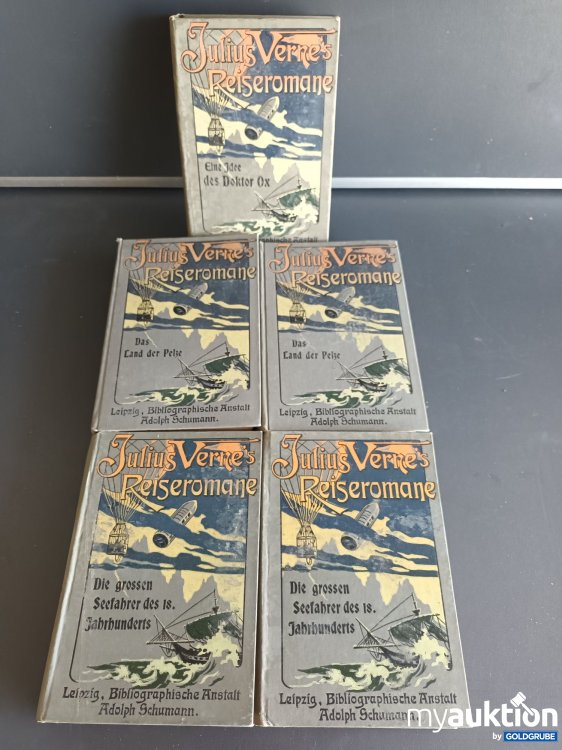 Julius Verne's
Reiseromane
Eine Idee
des Doktor Ox
Julius Verne's
Reiseromane
Das
Land der Pelze
Leipzig, Bibliographische Anstalt
Adolph Schumann.
Julius Verne's
Reiseromane
Das
Land der Pelze
Leipzig, Bibliographische Anstalt
Adolph Schumann.
Julius Verne's
Reiseromane
Die grossen
Seefahrer des 18.
Jahrhunderts
Leipzig, Bibliographische Anstalt
Adolph Schumann.
Julius Verne's
Reiseromane
Die grossen
Seefahrer des 18.
Jahrhunderts
Leipzig, Bibliographische Anstalt
Adolph Schumann.
myauktion
by GOLDGRUBE